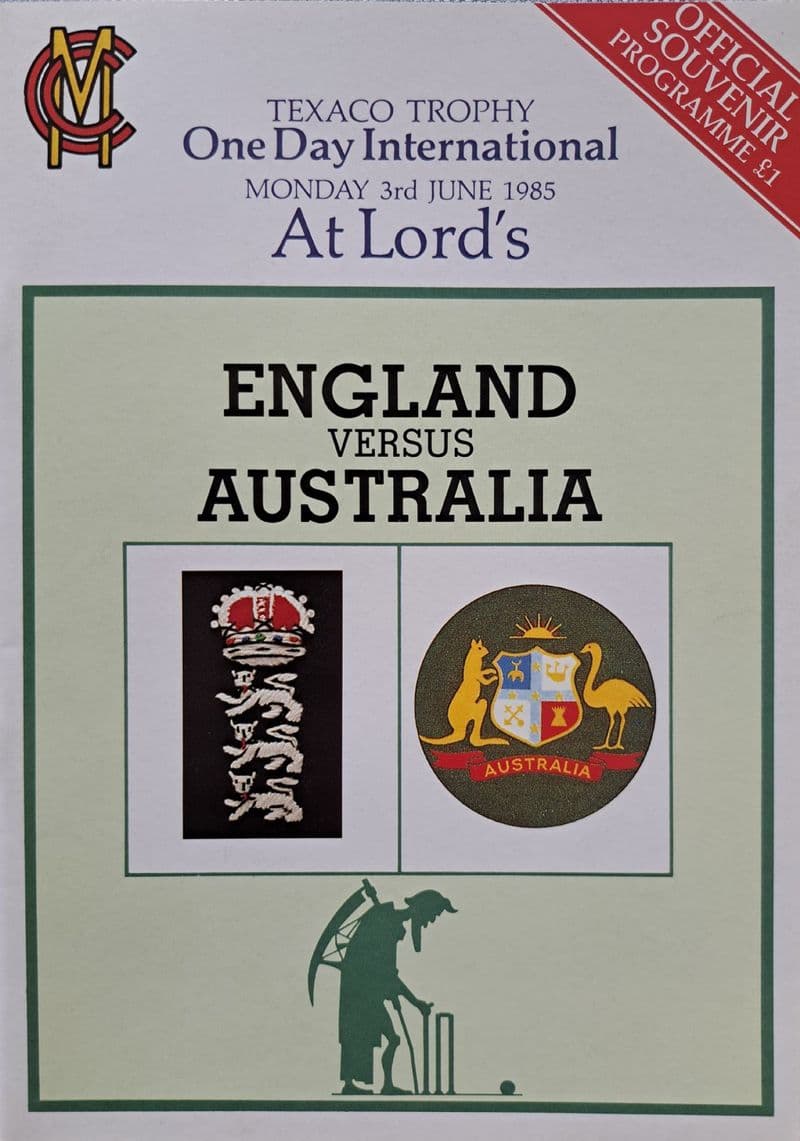 MCC
TEXACO TROPHY
One Day International
MONDAY 3rd JUNE 1985
At Lord's
OFFICIAL
SOUVENIR
PROGRAMME £1
ENGLAND
VERSUS
AUSTRALIA
AUSTRALIA